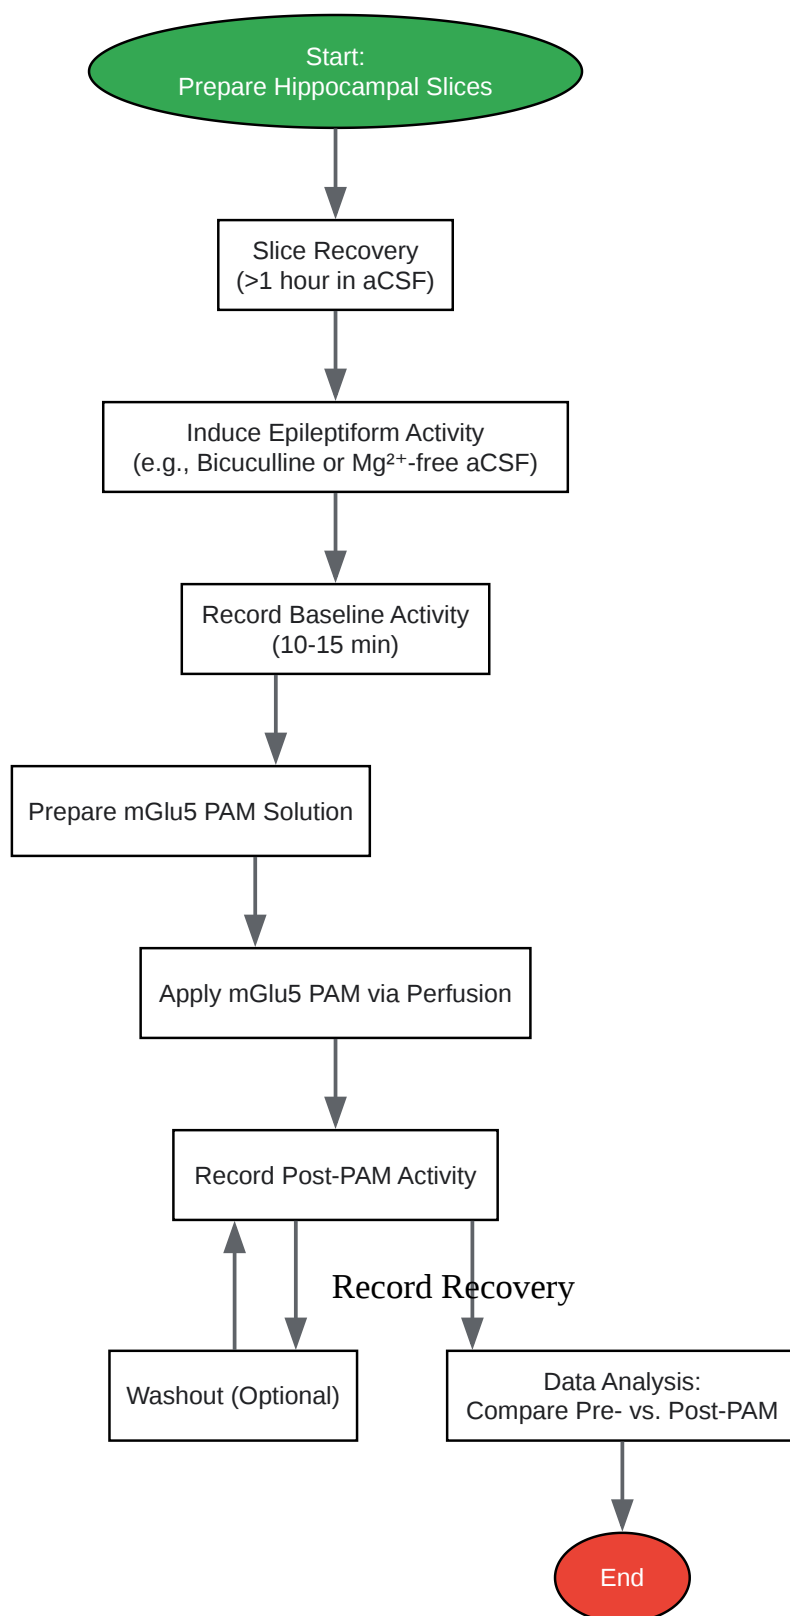 Start:
Prepare Hippocampal Slices
Slice Recovery
(>1 hour in aCSF)
Induce Epileptiform Activity
(e.g., Bicuculline or Mg²⁺-free aCSF)
Record Baseline Activity
(10-15 min)
Prepare mGlu5 PAM Solution
Apply mGlu5 PAM via Perfusion
Record Post-PAM Activity
Record Recovery
Washout (Optional)
Data Analysis:
Compare Pre- vs. Post-PAM
End